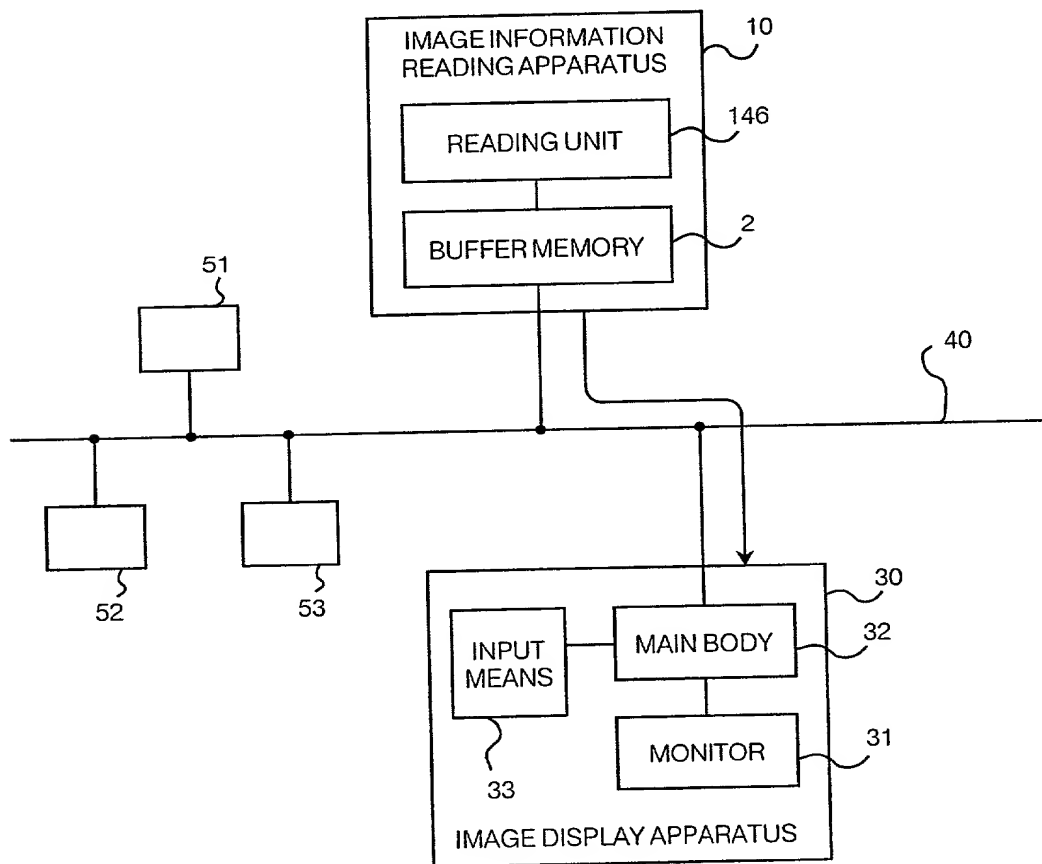 10
IMAGE INFORMATION
READING APPARATUS
146
READING UNIT
2
BUFFER MEMORY
51
40
52
53
30
32
INPUT
MEANS
MAIN BODY
33
MONITOR
31
IMAGE DISPLAY APPARATUS